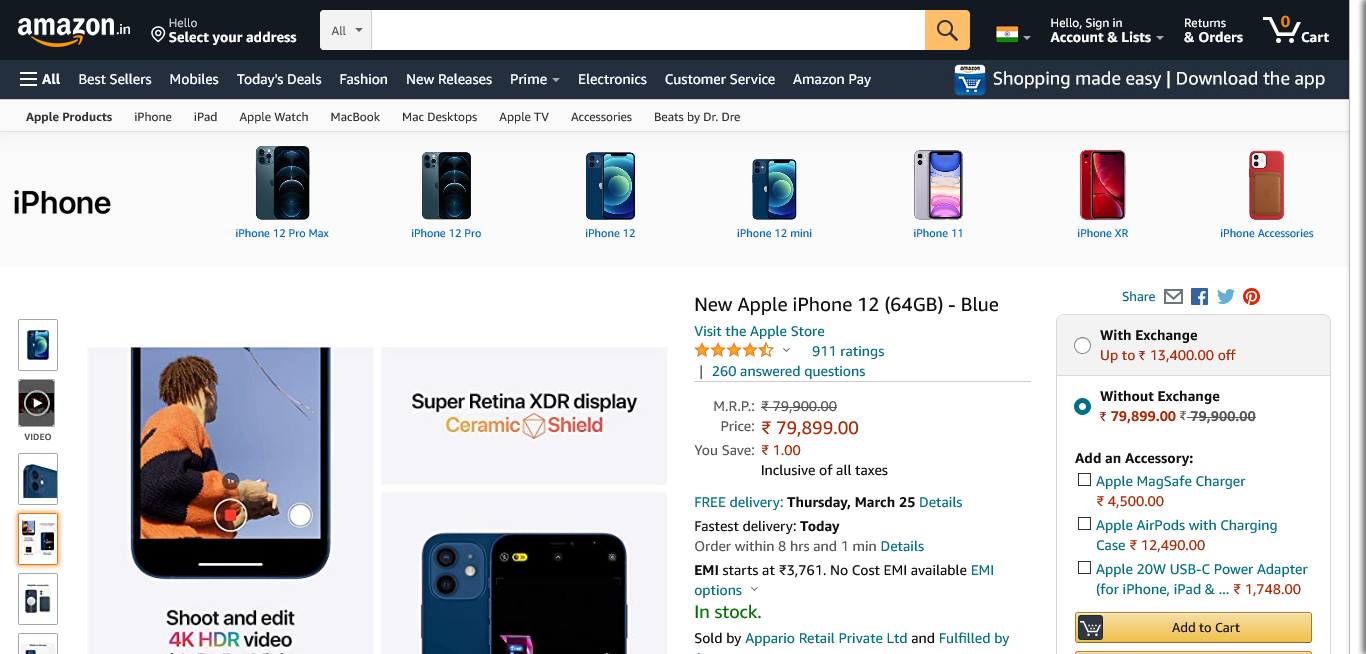 amazon.in
Hello
Select your address
All
Hello, Sign in
Account & Lists
Returns
& Orders
0
Cart
All
Best Sellers
Mobiles
Today's Deals
Fashion
New Releases
Prime
Electronics
Customer Service
Amazon Pay
amazon
Shopping made easy | Download the app
Apple Products
iPhone
iPad
Apple Watch
MacBook
Mac Desktops
Apple TV
Accessories
Beats by Dr. Dre
iPhone
iPhone 12 Pro Max
iPhone 12 Pro
iPhone 12
iPhone 12 mini
iPhone 11
iPhone XR
iPhone Accessories
VIDEO
1×
Shoot and edit
4K HDR video
Super Retina XDR display
Ceramic Shield
New Apple iPhone 12 (64GB) - Blue
Visit the Apple Store
911 ratings
| 260 answered questions
M.R.P.: ₹ 79,900.00
Price: ₹ 79,899.00
You Save: ₹ 1.00
Inclusive of all taxes
FREE delivery: Thursday, March 25 Details
Fastest delivery: Today
Order within 8 hrs and 1 min Details
EMI starts at ₹3,761. No Cost EMI available EMI
options
In stock.
Sold by Appario Retail Private Ltd and Fulfilled by
Share
With Exchange
Up to ₹ 13,400.00 off
Without Exchange
₹ 79,899.00 ₹ 79,900.00
Add an Accessory:
Apple MagSafe Charger
₹ 4,500.00
Apple AirPods with Charging
Case ₹ 12,490.00
Apple 20W USB-C Power Adapter
(for iPhone, iPad & ... ₹ 1,748.00
Add to Cart